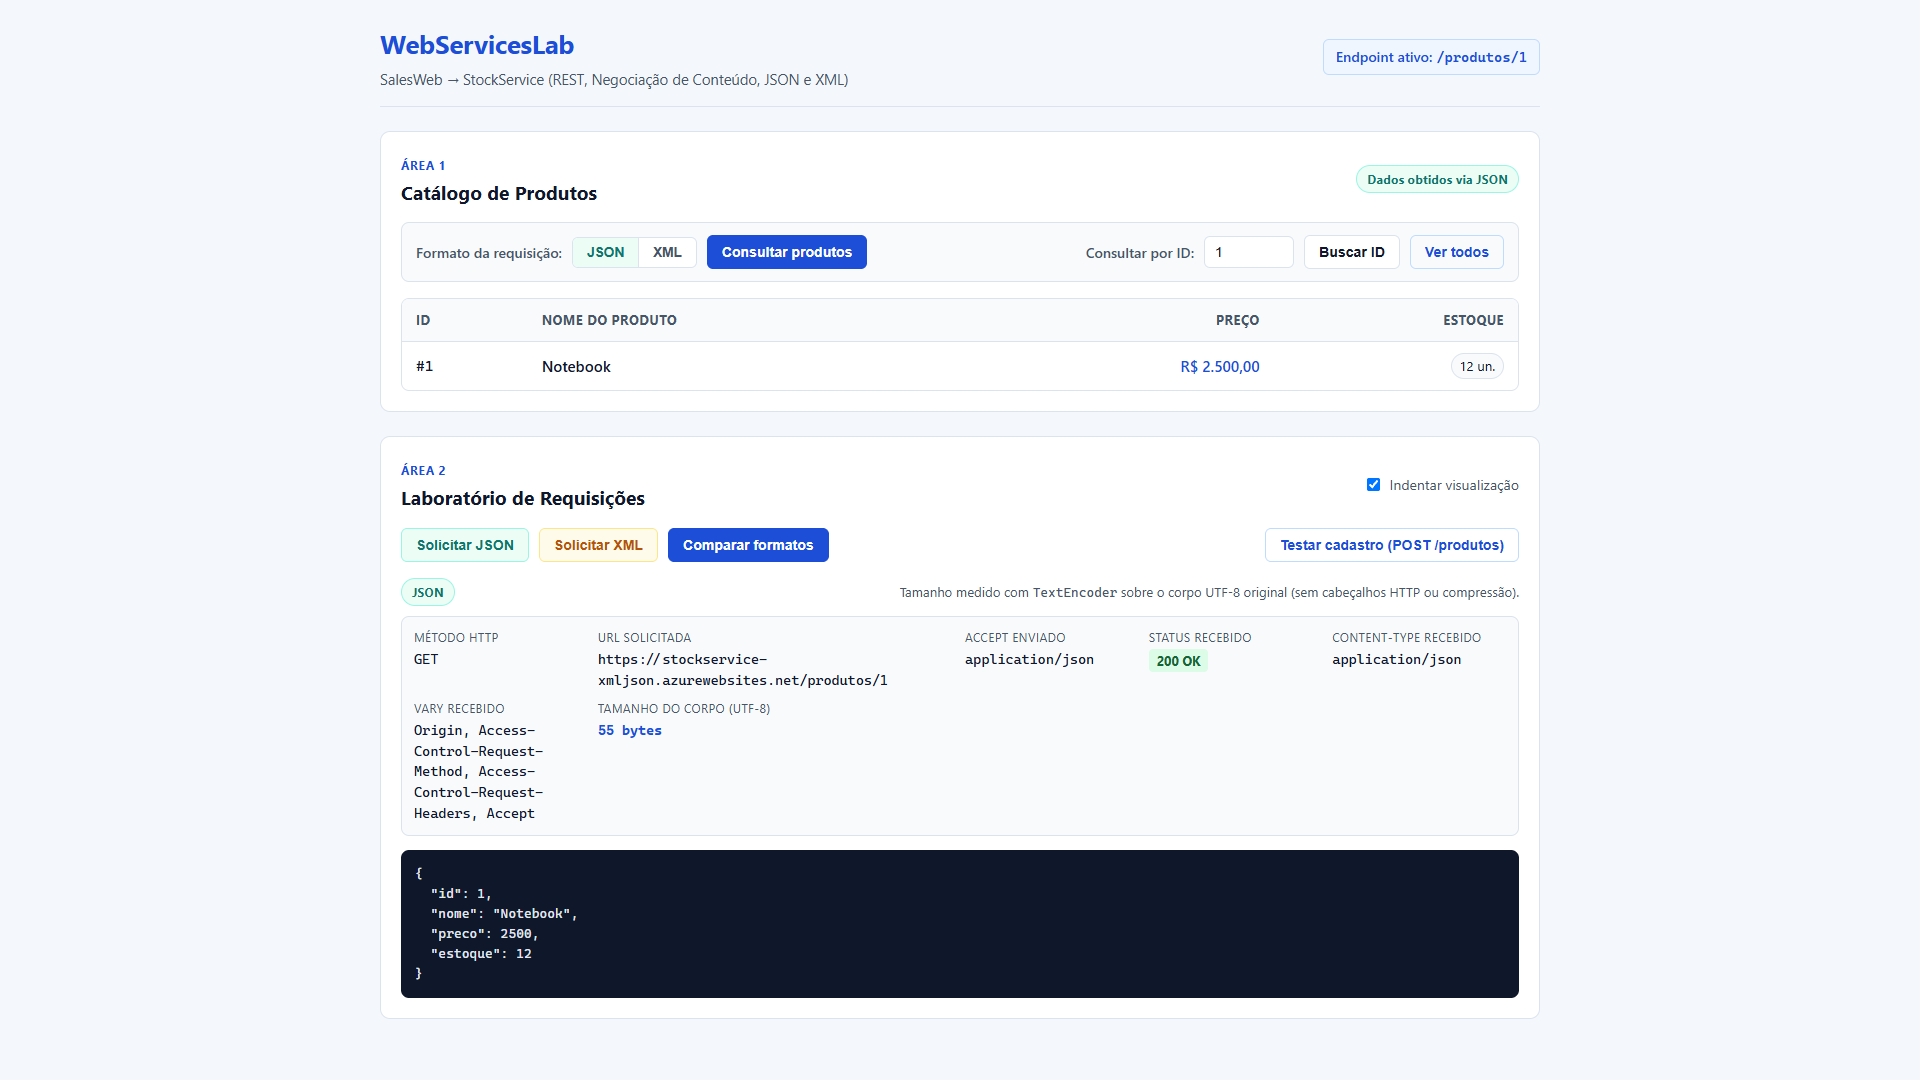 WebServicesLab
SalesWeb → StockService (REST, Negociação de Conteúdo, JSON e XML)
Endpoint ativo: /produtos/1
ÁREA 1
Catálogo de Produtos
Dados obtidos via JSON
Formato da requisição: JSON XML Consultar produtos Consultar por ID: 1 Buscar ID Ver todos
ID NOME DO PRODUTO PREÇO ESTOQUE
#1 Notebook R$ 2.500,00 12 un.
ÁREA 2
Laboratório de Requisições
Indentar visualização
Solicitar JSON Solicitar XML Comparar formatos Testar cadastro (POST /produtos)
JSON Tamanho medido com TextEncoder sobre o corpo UTF-8 original (sem cabeçalhos HTTP ou compressão).
MÉTODO HTTP
GET
URL SOLICITADA
https://stockservice-
xmljson.azurewebsites.net/produtos/1
ACCEPT ENVIADO
application/json
STATUS RECEBIDO
200 OK
CONTENT-TYPE RECEBIDO
application/json
VARY RECEBIDO
Origin, Access-
Control-Request-
Method, Access-
Control-Request-
Headers, Accept
TAMANHO DO CORPO (UTF-8)
55 bytes
{
  "id": 1,
  "nome": "Notebook",
  "preco": 2500,
  "estoque": 12
}